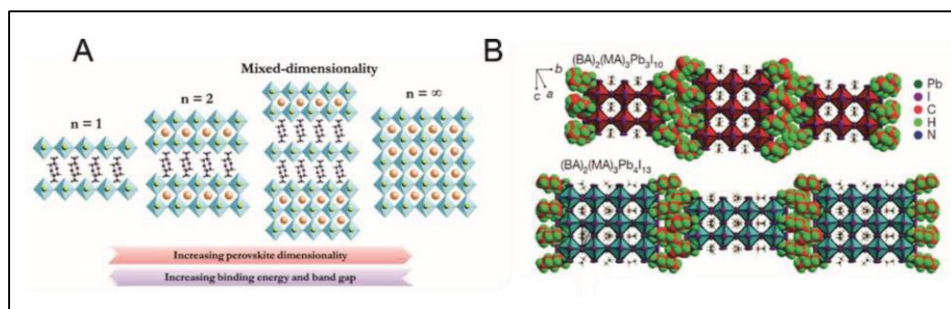 A
Mixed-dimensionality
n = 1
n = 2
n = ∞
Increasing perovskite dimensionality
Increasing binding energy and band gap
B
(BA)₂(MA)₃Pb₃I₁₀
b
a
c
Pb
I
C
H
N
(BA)₂(MA)₃Pb₄I₁₃